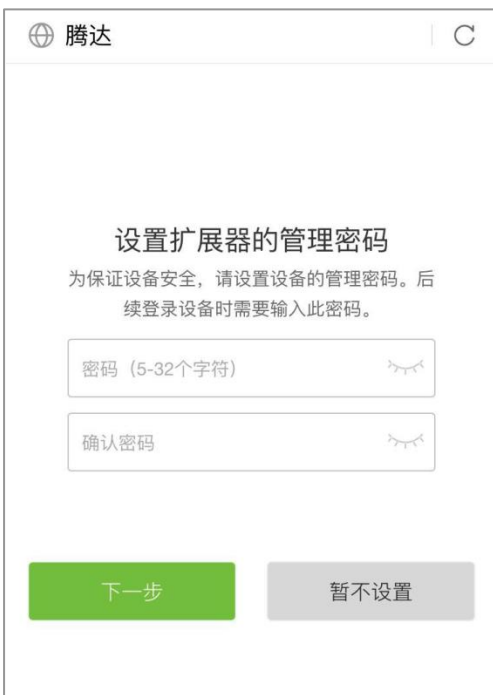 腾达
设置扩展器的管理密码
为保证设备安全，请设置设备的管理密码。后
续登录设备时需要输入此密码。
密码（5-32个字符）
确认密码
下一步
暂不设置